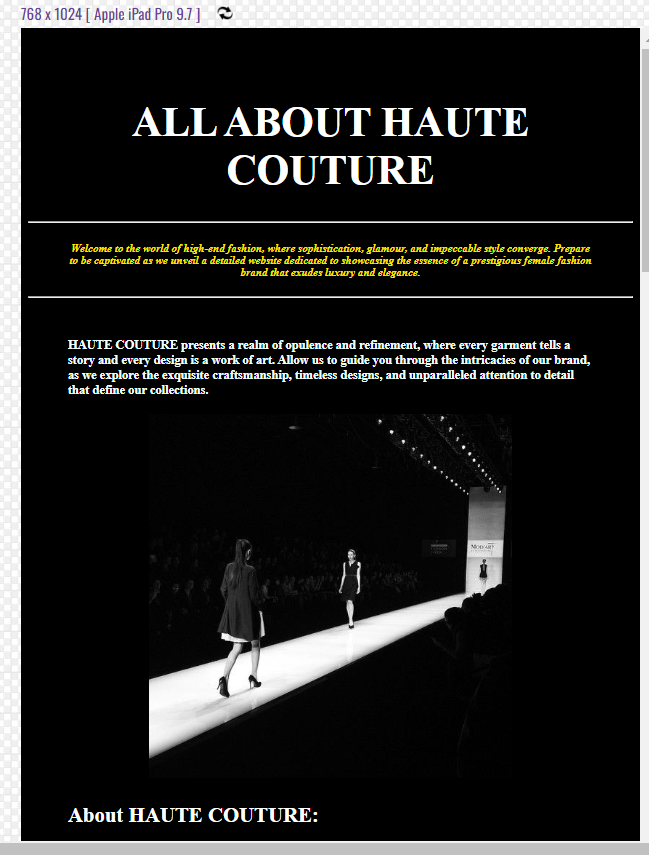 768 x 1024 [ Apple iPad Pro 9.7 ]
ALL ABOUT HAUTE
COUTURE
Welcome to the world of high-end fashion, where sophistication, glamour, and impeccable style converge. Prepare
to be captivated as we unveil a detailed website dedicated to showcasing the essence of a prestigious female fashion
brand that exudes luxury and elegance.
HAUTE COUTURE presents a realm of opulence and refinement, where every garment tells a
story and every design is a work of art. Allow us to guide you through the intricacies of our brand,
as we explore the exquisite craftsmanship, timeless designs, and unparalleled attention to detail
that define our collections.
About HAUTE COUTURE: